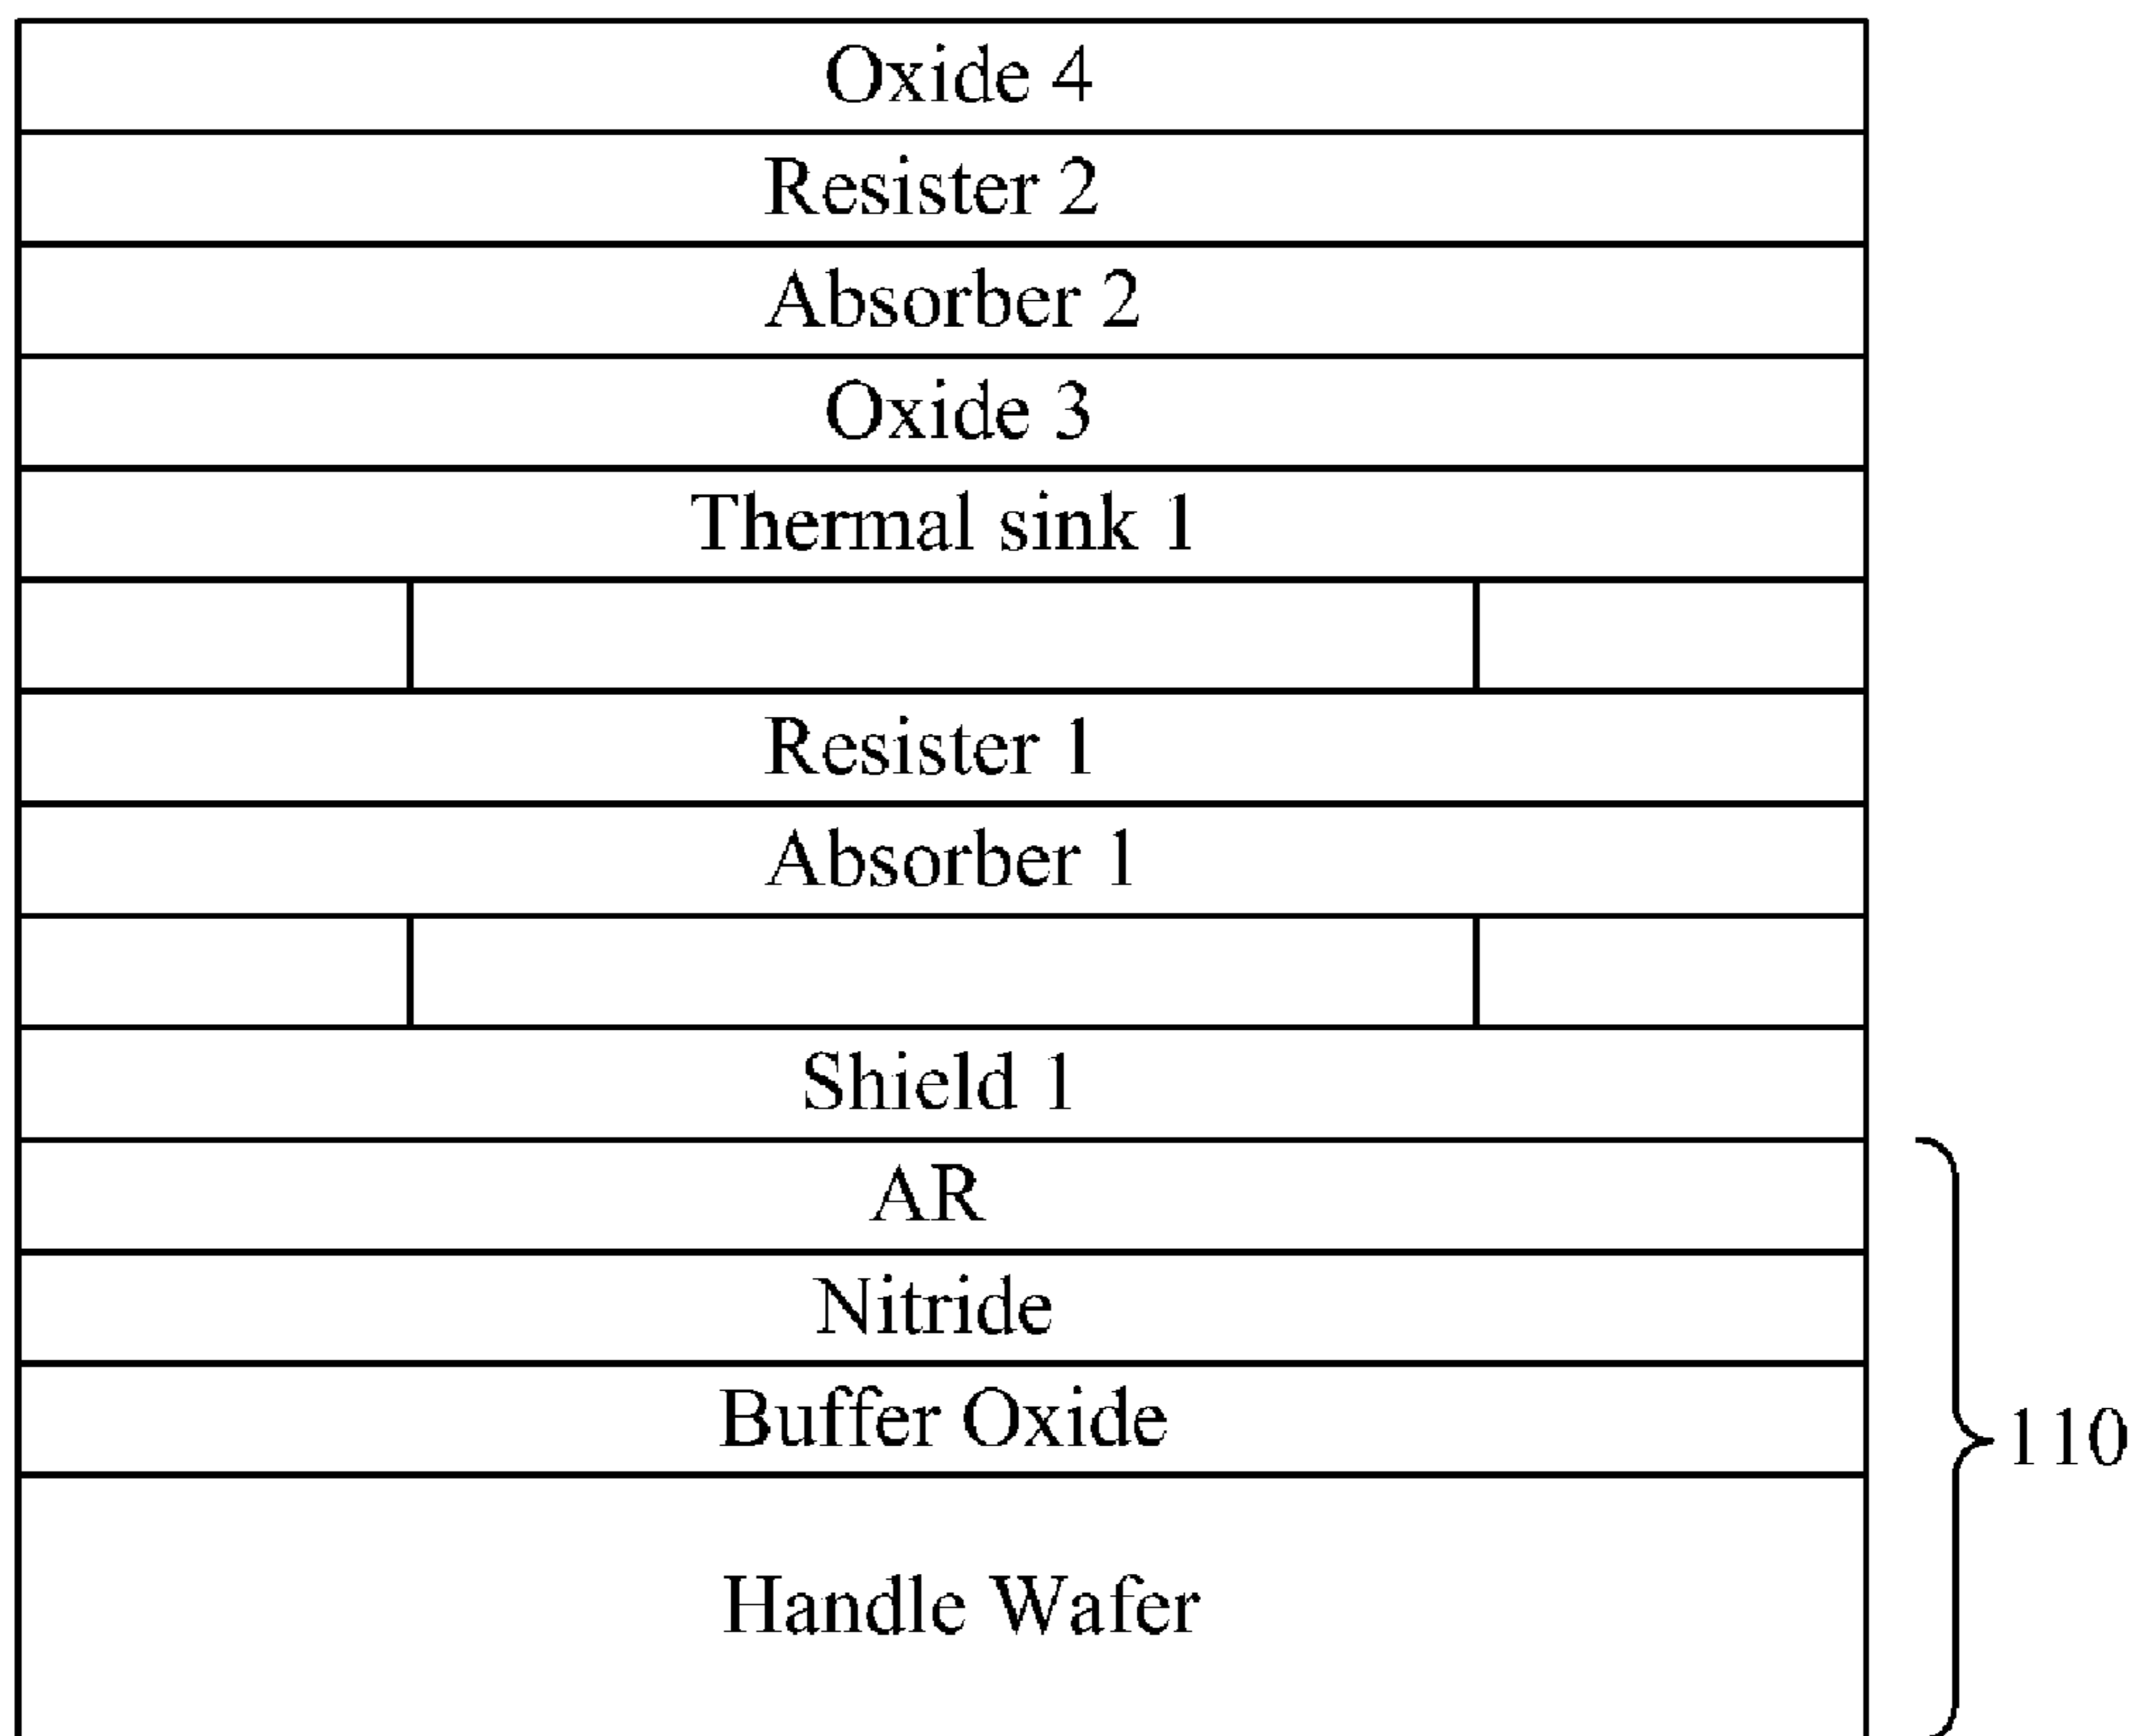 Oxide 4
Resister 2
Absorber 2
Oxide 3
Thermal sink 1
Resister 1
Absorber 1
Shield 1
AR
Nitride
Buffer Oxide
110
Handle Wafer